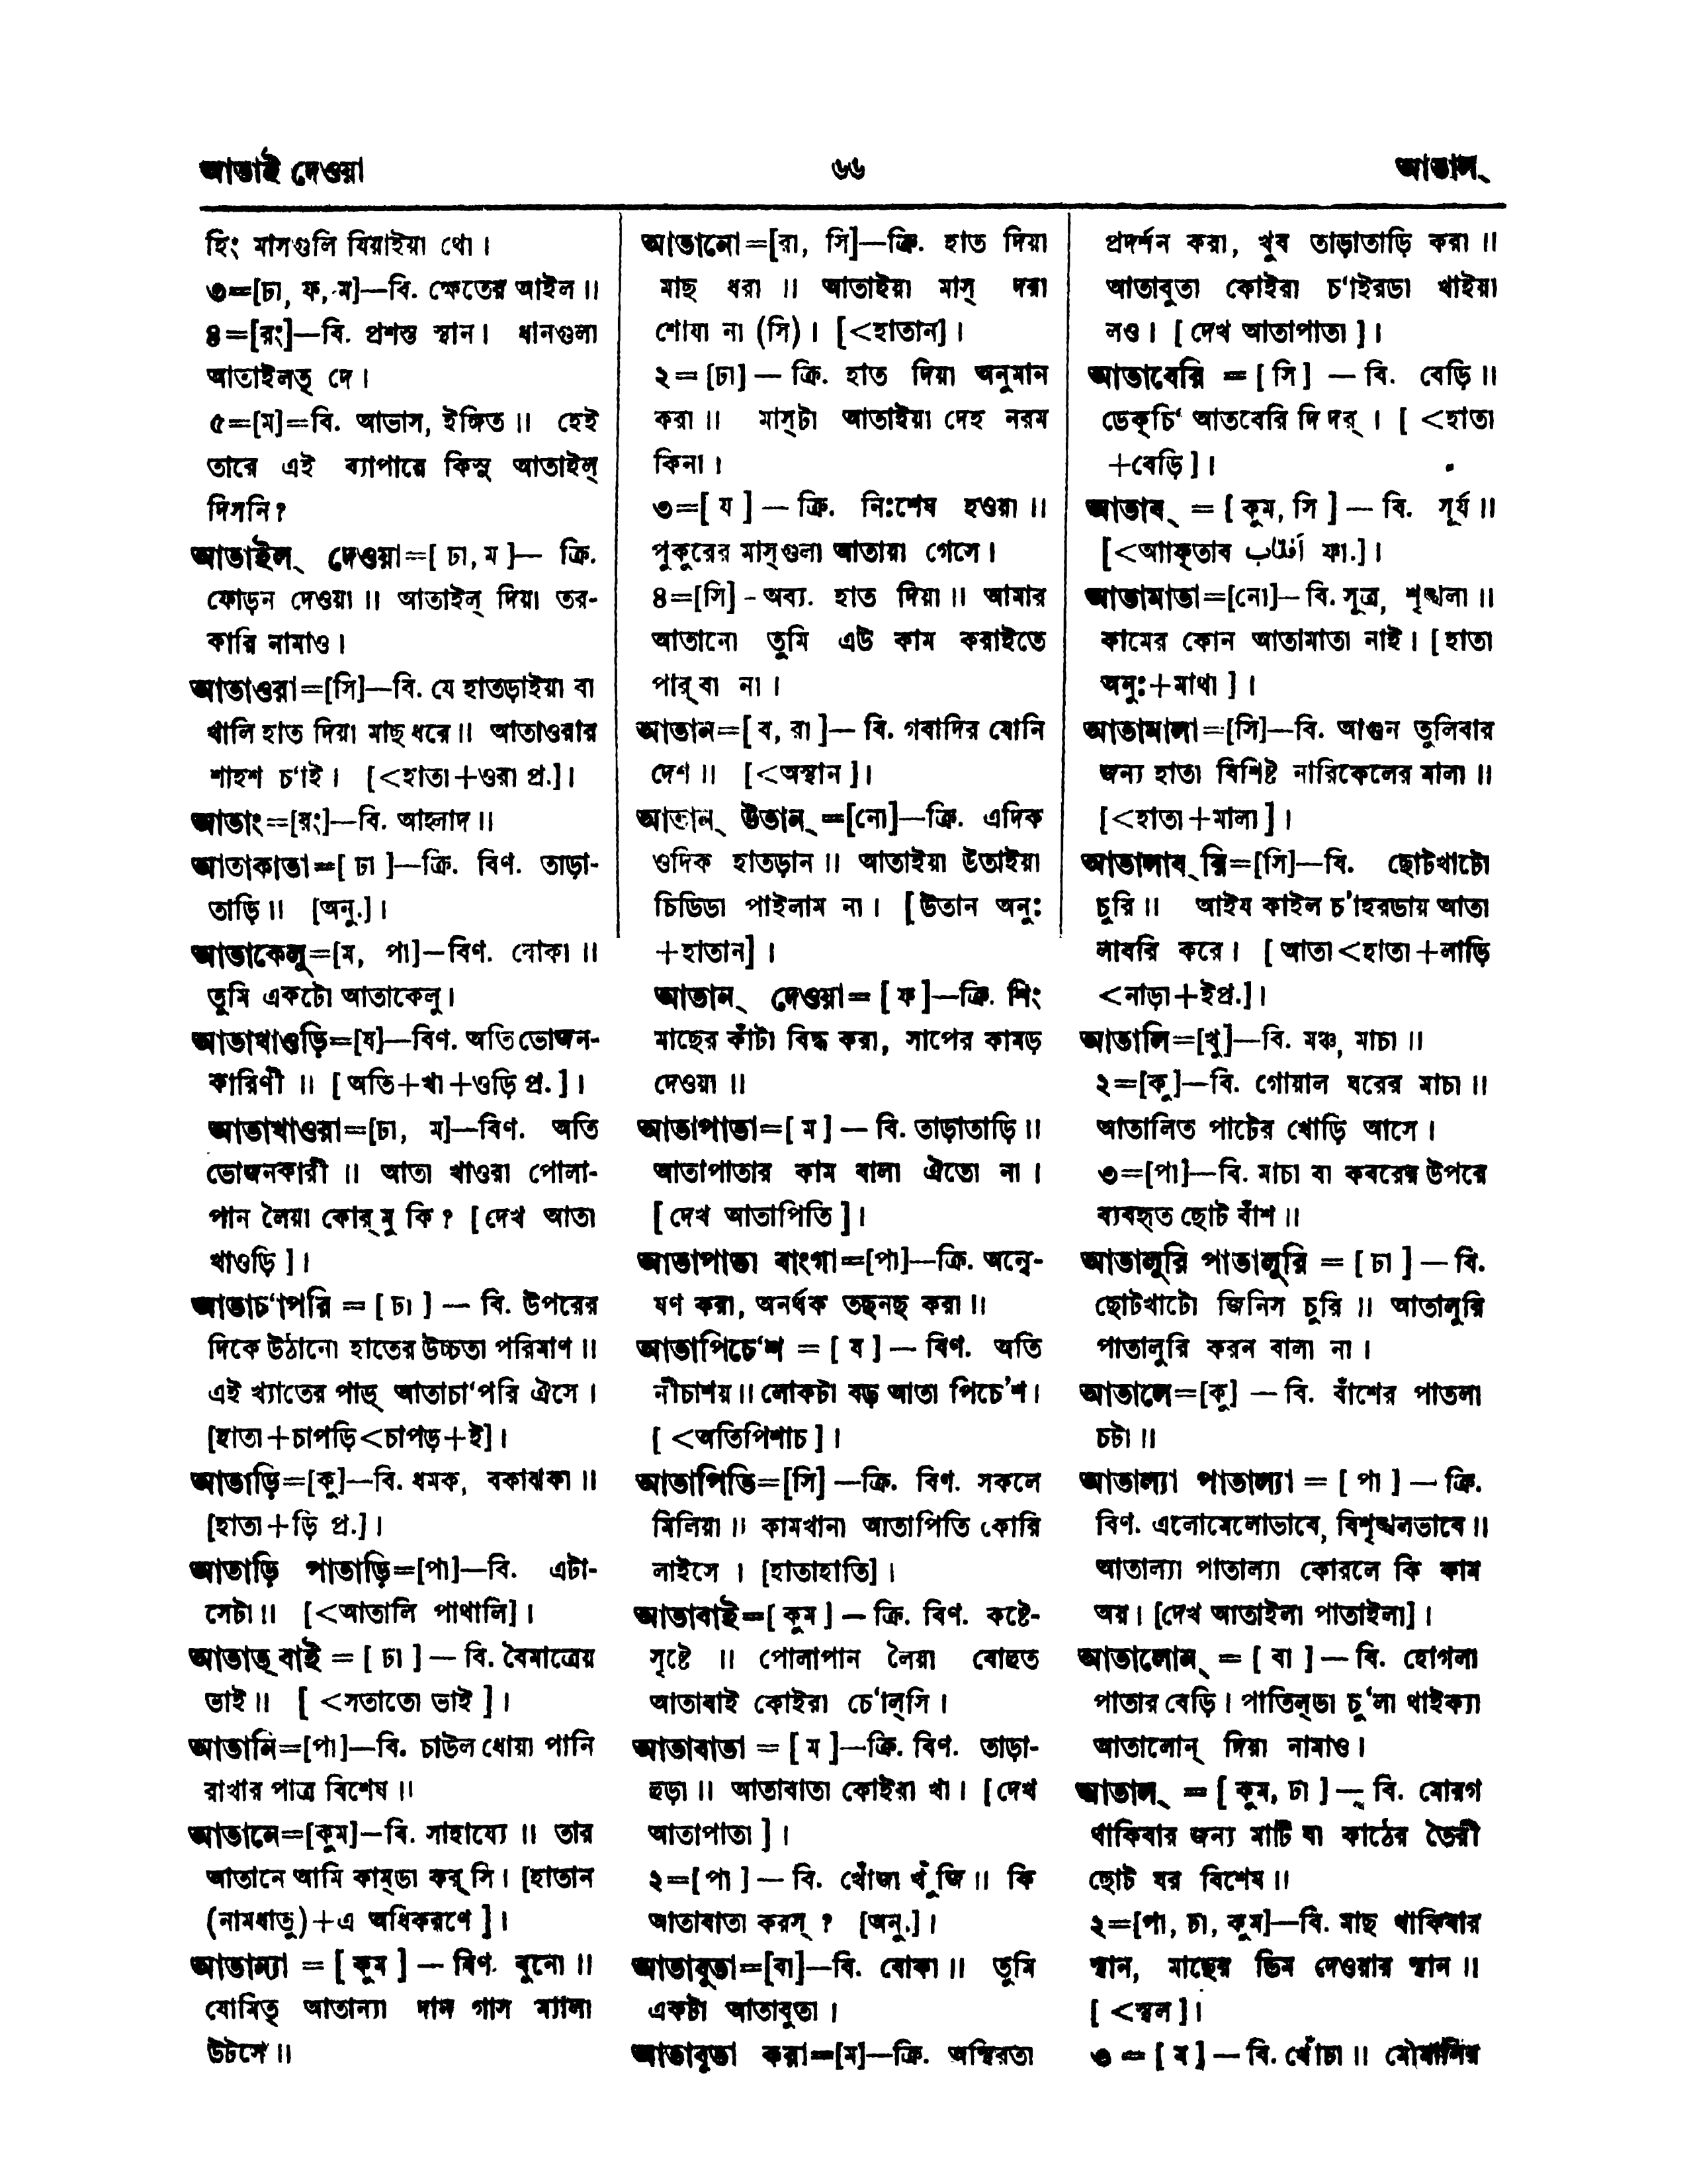 আতাই দেওয়া
৬৬
আতাল্
হিং মাসগুলি যিয়াইয়া থো।
৩=[ঢা, ফ, ম]—বি. ক্ষেতের আইল॥
৪=[রং]—বি. প্রশস্ত স্থান। ধানগুলা
আতাইলত্ দে।
৫=[ম]=বি. আভাস, ইঙ্গিত॥ হেই
তারে এই ব্যাপারে কিস্তু আতাইল্
দিসনি?
আতাইল্ দেওয়া=[ ঢা, ম ]— ক্রি.
ফোড়ন দেওয়া॥ আতাইল্ দিয়া তর-
কারি নামাও।
আতাওরা=[সি]—বি. যে হাতড়াইয়া বা
খালি হাত দিয়া মাছ ধরে॥ আতাওরার
শাহশ চ‘াই। [<হাতা+ওরা প্র.]।
আতাং=[রং]—বি. আহ্লাদ॥
আতাকাতা=[ ঢা ]—ক্রি. বিণ. তাড়া-
তাড়ি॥ [অনু.]।
আতাকেলু=[ম, পা]—বিণ. বোকা॥
তুমি একটো আতাকেলু।
আতাখাওড়ি=[য]—বিণ. অতি ভোজন-
কারিণী॥ [ অতি+খা+ওড়ি প্র. ]।
আতাখাওরা=[ঢা, ম]—বিণ. অতি
ভোজনকারী॥ আতা খাওরা পোলা-
পান লৈয়া কোর্ মু কি? [দেখ আতা
খাওড়ি ]।
আতাচ‘াপরি = [ ঢা ] — বি. উপরের
দিকে উঠানো হাতের উচ্চতা পরিমাণ॥
এই খ্যাতের পাড্ আতাচা‘পরি ঐসে।
[হাতা+চাপড়ি<চাপড়+ই]।
আতাড়ি=[কু]—বি. ধমক, বকাঝকা॥
[হাতা+ড়ি প্র.]।
আতাড়ি পাতাড়ি=[পা]—বি. এটা-
সেটা॥ [<আতালি পাথালি]।
আতাত্ বাই = [ ঢা ] — বি. বৈমাত্রেয়
ভাই॥ [ <সতাতো ভাই ]।
আতানি=[পা]—বি. চাউল ধোয়া পানি
রাখার পাত্র বিশেষ॥
আতানে=[কুম]—বি. সাহায্যে॥ তার
আতানে আমি কাম্‌ডা কর্ সি। [হাতান
(নামধাতু)+এ অধিকরণে ]।
আতান্যা = [ কুম ] — বিণ. বুনো॥
যোমিত্ আতান্যা দান গাস ম্যালা
উটসে॥
আতানো=[রা, সি]—ক্রি. হাত দিয়া
মাছ ধরা॥ আতাইয়া মাস্ দরা
শোযা না (সি)। [<হাতান]।
২= [ঢা] — ক্রি. হাত দিয়া অনুমান
করা॥ মাস্‌টা আতাইয়া দেহ নরম
কিনা।
৩=[ য ] — ক্রি. নিঃশেষ হওয়া॥
পুকুরের মাস্‌গুলা আতায়া গেসে।
৪=[সি] - অব্য. হাত দিয়া॥ আমার
আতানো তুমি এউ কাম করাইতে
পার্ বা না।
আতান=[ ব, রা ]— বি. গবাদির যোনি
দেশ॥ [<অস্থান ]।
আতান্ উতান্ =[নো]—ক্রি. এদিক
ওদিক হাতড়ান॥ আতাইয়া উতাইয়া
চিডিডা পাইলাম না। [ উতান অনুঃ
+হাতান]।
আতান্ দেওয়া= [ ফ ]—ক্রি. শিং
মাছের কাঁটা বিদ্ধ করা, সাপের কামড়
দেওয়া॥
আতাপাতা=[ ম ] — বি. তাড়াতাড়ি॥
আতাপাতার কাম বালা ঐতো না।
[ দেখ আতাপিতি ]।
আতাপাতা বাংগা=[পা]—ক্রি. অন্বে-
ষণ করা, অনর্থক তছনছ করা॥
আতাপিচে‘শ = [ য ] — বিণ. অতি
নীচাশয়॥ লোকটা বড় আতা পিচে‘শ।
[ <অতিপিশাচ ]।
আতাপিতি=[সি] —ক্রি. বিণ. সকলে
মিলিয়া॥ কামখানা আতাপিতি কোরি
লাইসে। [হাতাহাতি]।
আতাবাই=[ কুম ] — ক্রি. বিণ. কষ্টে-
সৃষ্টে॥ পোলাপান লৈয়া বোহুত
আতাবাই কোইরা চে‘াল্‌সি।
আতাবাতা = [ ম ]—ক্রি. বিণ. তাড়া-
হুড়া॥ আতাবাতা কোইরা খা। [ দেখ
আতাপাতা ]।
২=[পা ] — বি. খোঁজা খুঁজি॥ কি
আতাবাতা করস্? [অনু.]।
আতাবুতা=[বা]—বি. বোকা॥ তুমি
একটা আতাবুতা।
আতাবুতা করা=[ম]—ক্রি. অস্থিরতা
প্রদর্শন করা, খুব তাড়াতাড়ি করা॥
আতাবুতা কোইরা চ‘াইরডা খাইয়া
লও। [ দেখ আতাপাতা ]।
আতাবেরি = [ সি ] — বি. বেড়ি॥
ডেক্‌চি‘ আতবেরি দি দর্। [ <হাতা
+বেড়ি ]।
আতাব্ = [ কুম, সি ] — বি. সূর্য॥
[<আফ্‌তাব آفتاب ফা.]।
আতামাতা=[নো]— বি. সূত্র, শৃঙ্খলা॥
কামের কোন আতামাতা নাই। [ হাতা
অনুঃ+মাথা ]।
আতামালা=[সি]—বি. আগুন তুলিবার
জন্য হাতা বিশিষ্ট নারিকেলের মালা॥
[<হাতা+মালা ]।
আতালাব্ রি=[সি]—বি. ছোটখাটো
চুরি॥ আইয কাইল চ‘াহরডায় আতা
লাবরি করে। [ আতা<হাতা+লাড়ি
<নাড়া+ইপ্র.]।
আতালি=[খু]—বি. মঞ্চ, মাচা॥
২=[কু]—বি. গোয়াল ঘরের মাচা॥
আতালিত পাটের খোড়ি আসে।
৩=[পা]—বি. মাচা বা কবরের উপরে
ব্যবহৃত ছোট বাঁশ॥
আতালুরি পাতালুরি = [ ঢা ] — বি.
ছোটখাটো জিনিস চুরি॥ আতালুরি
পাতালুরি করন বালা না।
আতালে=[কু] — বি. বাঁশের পাতলা
চটা॥
আতাল্যা পাতাল্যা = [ পা ] — ক্রি.
বিণ. এলোমেলোভাবে, বিশৃঙ্খলভাবে॥
আতাল্যা পাতাল্যা কোরলে কি কাম
অয়। [দেখ আতাইলা পাতাইলা]।
আতালোন্ = [ বা ] — বি. হোগলা
পাতার বেড়ি। পাতিল্‌ডা চু‘লা থাইক্যা
আতালোন্ দিয়া নামাও।
আতাল্ = [ কুম, ঢা ] — বি. মোরগ
থাকিবার জন্য মাটি বা কাঠের তৈরী
ছোট ঘর বিশেষ॥
২=[পা, চা, কুম]—বি. মাছ থাকিবার
স্থান, মাছের ডিম দেওয়ার স্থান॥
[ <স্থল ]।
৩ = [ ম ] — বি. খোঁচা॥ মৌমাসির